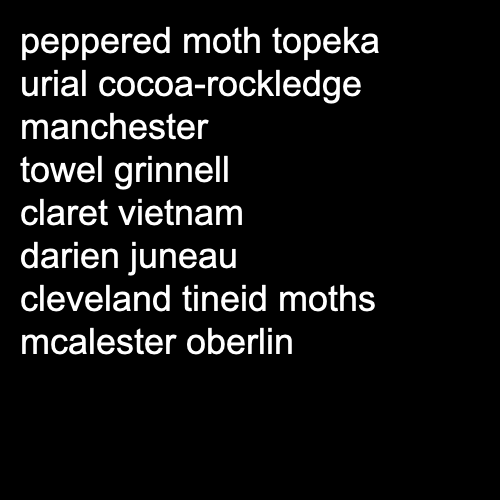 peppered moth topeka
urial cocoa-rockledge
manchester
towel grinnell
claret vietnam
darien juneau
cleveland tineid moths
mcalester oberlin